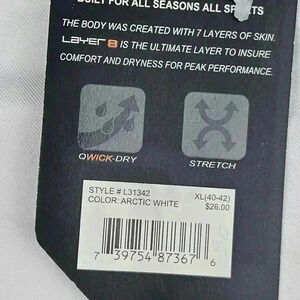 BUILT FOR ALL SEASONS ALL SPORTS
THE BODY WAS CREATED WITH 7 LAYERS OF SKIN.
LAYER 8 IS THE ULTIMATE LAYER TO INSURE
COMFORT AND DRYNESS FOR PEAK PERFORMANCE.
QWICK-DRY
STRETCH
STYLE # L31342
COLOR: ARCTIC WHITE
XL(40-42)
$26.00
7 39754 87367 6